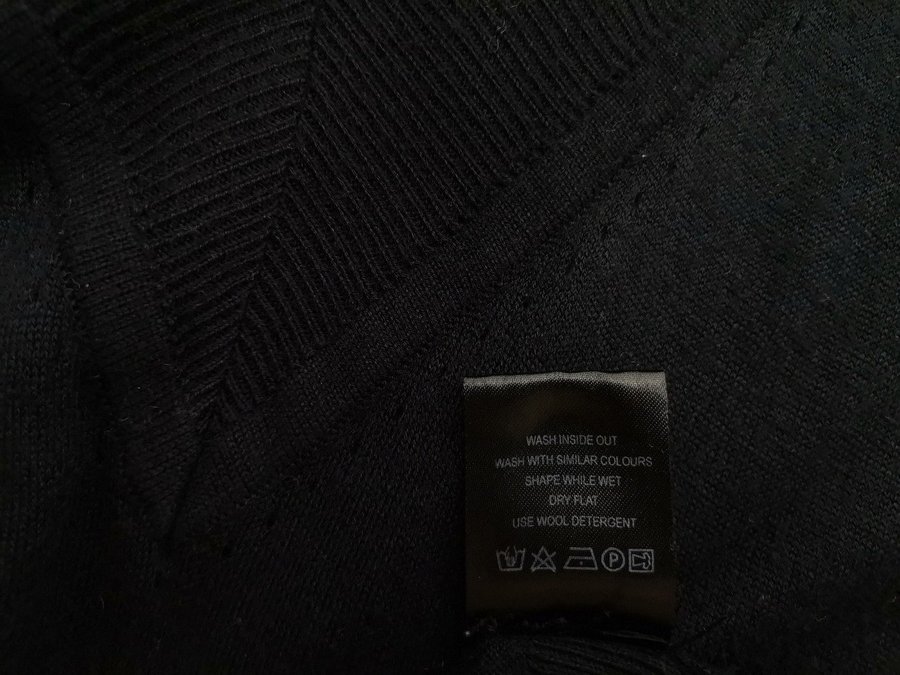 WASH INSIDE OUT
WASH WITH SIMILAR COLOURS
SHAPE WHILE WET
DRY FLAT
USE WOOL DETERGENT
P